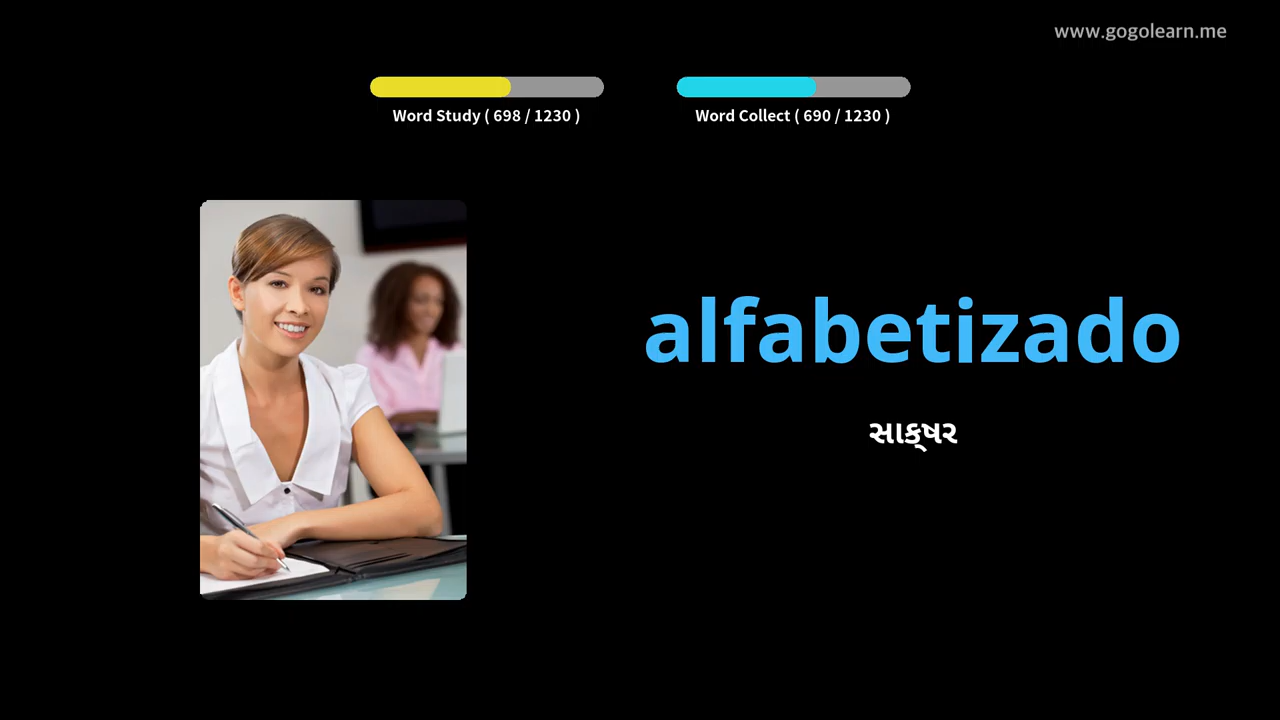 www.gogolearn.me
Word Study ( 698 / 1230 )
Word Collect ( 690 / 1230 )
alfabetizado
સાક્ષર